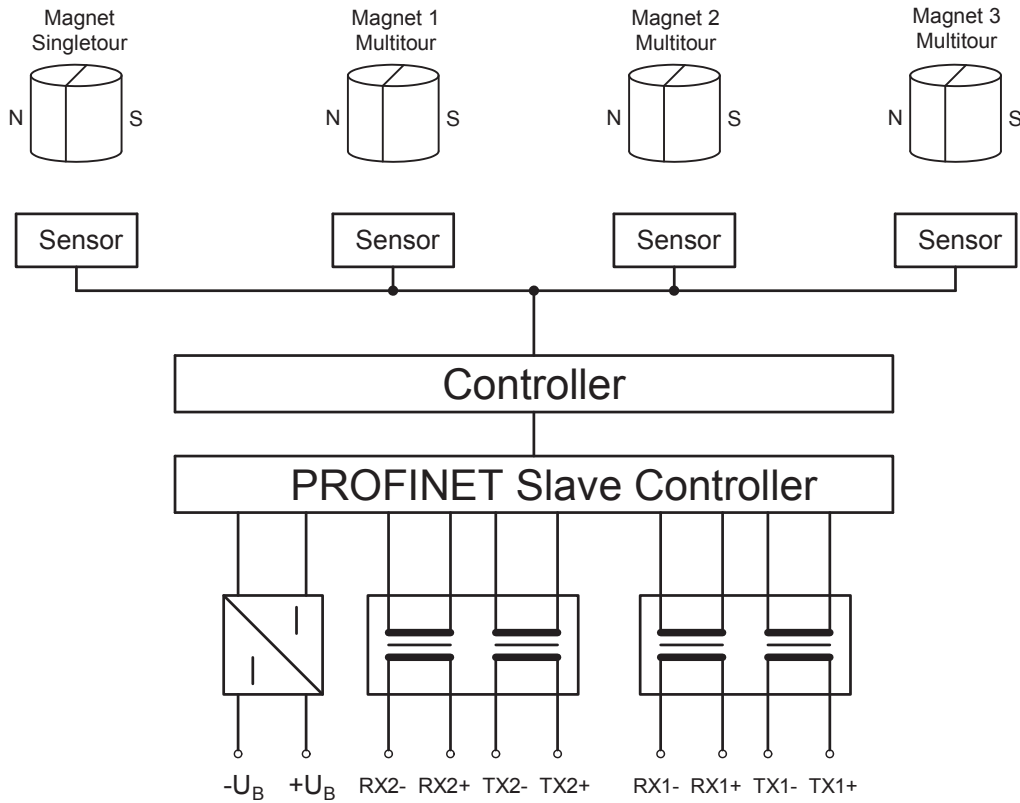 Magnet
Singletour
Magnet 1
Multitour
Magnet 2
Multitour
Magnet 3
Multitour
N S N S N S N S
Sensor Sensor Sensor Sensor
Controller
PROFINET Slave Controller
-UB +UB RX2- RX2+ TX2- TX2+ RX1- RX1+ TX1- TX1+